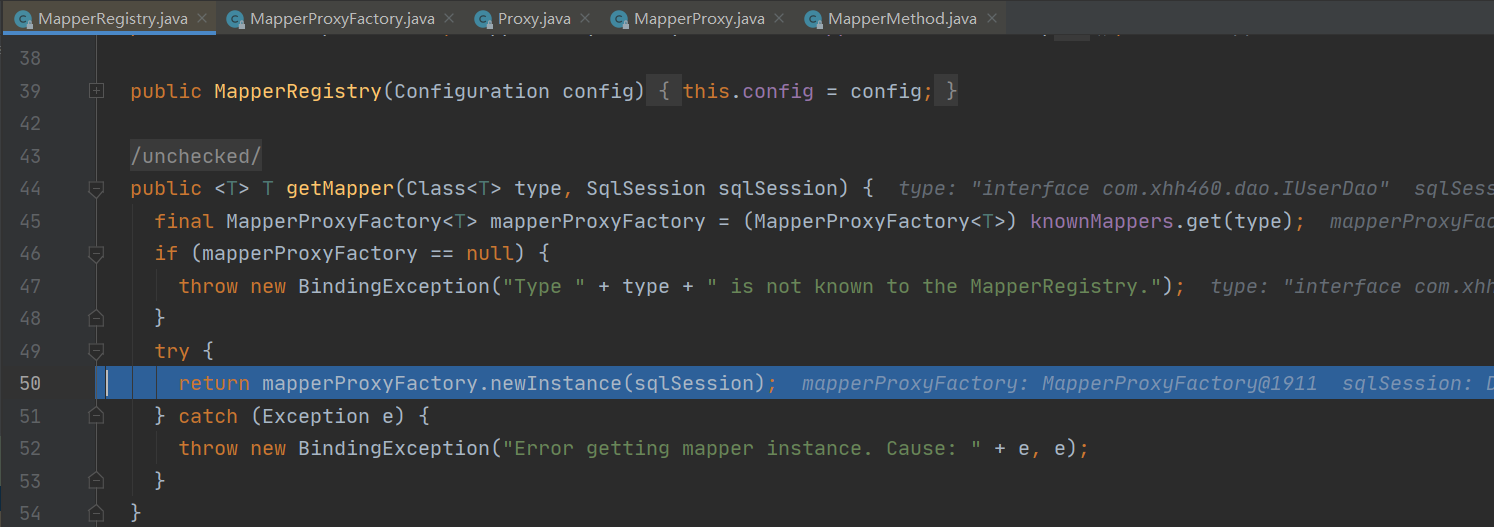 MapperRegistry.java × MapperProxyFactory.java × Proxy.java × MapperProxy.java × MapperMethod.java ×
38
39 public MapperRegistry(Configuration config) { this.config = config; }
42
43 /unchecked/
44 public <T> T getMapper(Class<T> type, SqlSession sqlSession) { type: "interface com.xhh460.dao.IUserDao" sqlSess
45 final MapperProxyFactory<T> mapperProxyFactory = (MapperProxyFactory<T>) knownMappers.get(type); mapperProxyFac
46 if (mapperProxyFactory == null) {
47 throw new BindingException("Type " + type + " is not known to the MapperRegistry."); type: "interface com.xhh
48 }
49 try {
50 return mapperProxyFactory.newInstance(sqlSession); mapperProxyFactory: MapperProxyFactory@1911 sqlSession: D
51 } catch (Exception e) {
52 throw new BindingException("Error getting mapper instance. Cause: " + e, e);
53 }
54 }